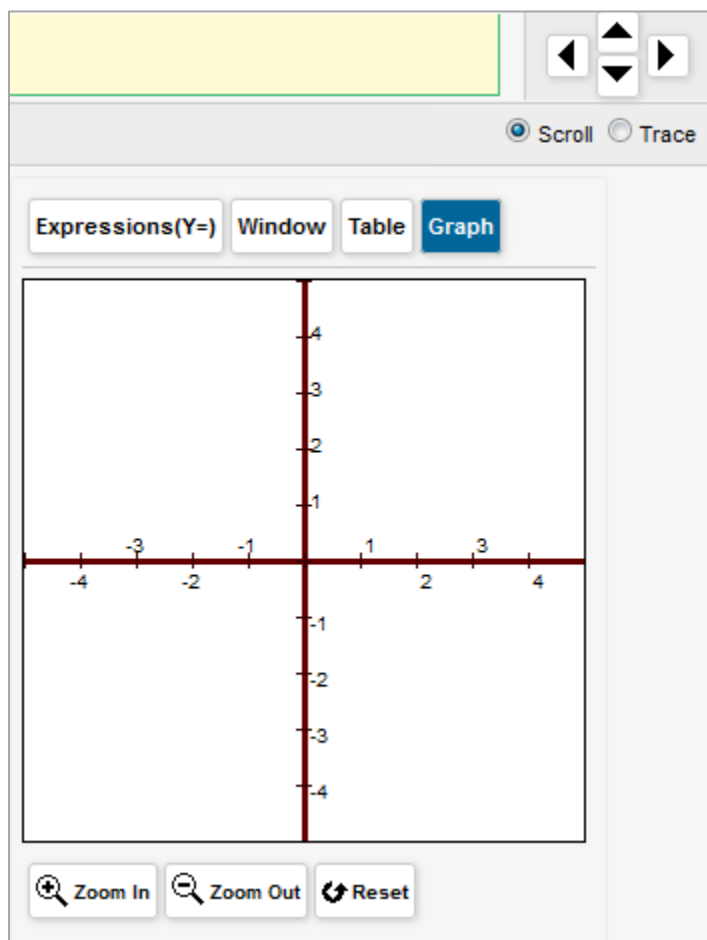 Scroll Trace
Expressions(Y=) Window Table Graph
4
3
2
1
-3 -1 1 3
-4 -2 2 4
-1
-2
-3
-4
Zoom In Zoom Out Reset